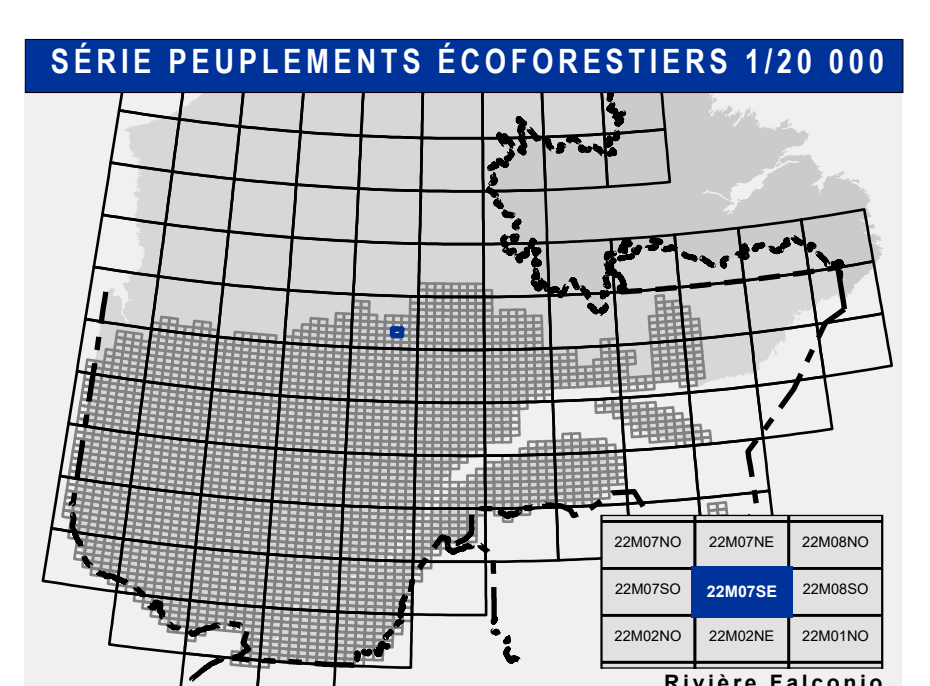 SÉRIE PEUPLEMENTS ÉCOFORESTIERS 1/20 000
22M07NO 22M07NE 22M08NO
22M07SO 22M07SE 22M08SO
22M02NO 22M02NE 22M01NO
Rivière Falconio